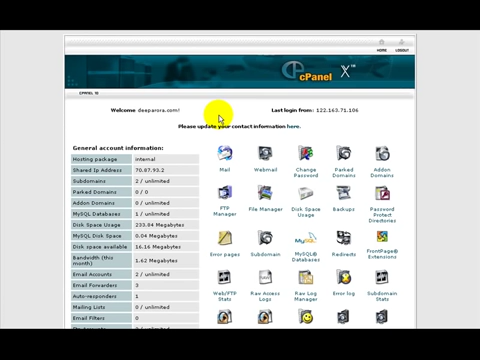 HOME LOGOUT
cPanel X™
CPANEL 10
Welcome deeparora.com! Last login from: 122.163.71.106
Please update your contact information here.
General account information:
Hosting package internal
Shared Ip Address 70.87.93.2
Subdomains 2 / unlimited
Parked Domains 0 / 0
Addon Domains 0 / unlimited
MySQL Databases 1 / unlimited
Disk Space Usage 233.84 Megabytes
MySQL Disk Space 0.04 Megabytes
Disk space available 16.16 Megabytes
Bandwidth (this month) 1.62 Megabytes
Email Accounts 2 / unlimited
Email Forwarders 3
Auto-responders 1
Mailing Lists 0 / unlimited
Email Filters 0
Mail Webmail Change Password Parked Domains Addon Domains
FTP Manager File Manager Disk Space Usage Backups Password Protect Directories
Error pages Subdomain MySQL® Databases Redirects FrontPage® Extensions
Web/FTP Stats Raw Access Logs Raw Log Manager Error log Subdomain Stats